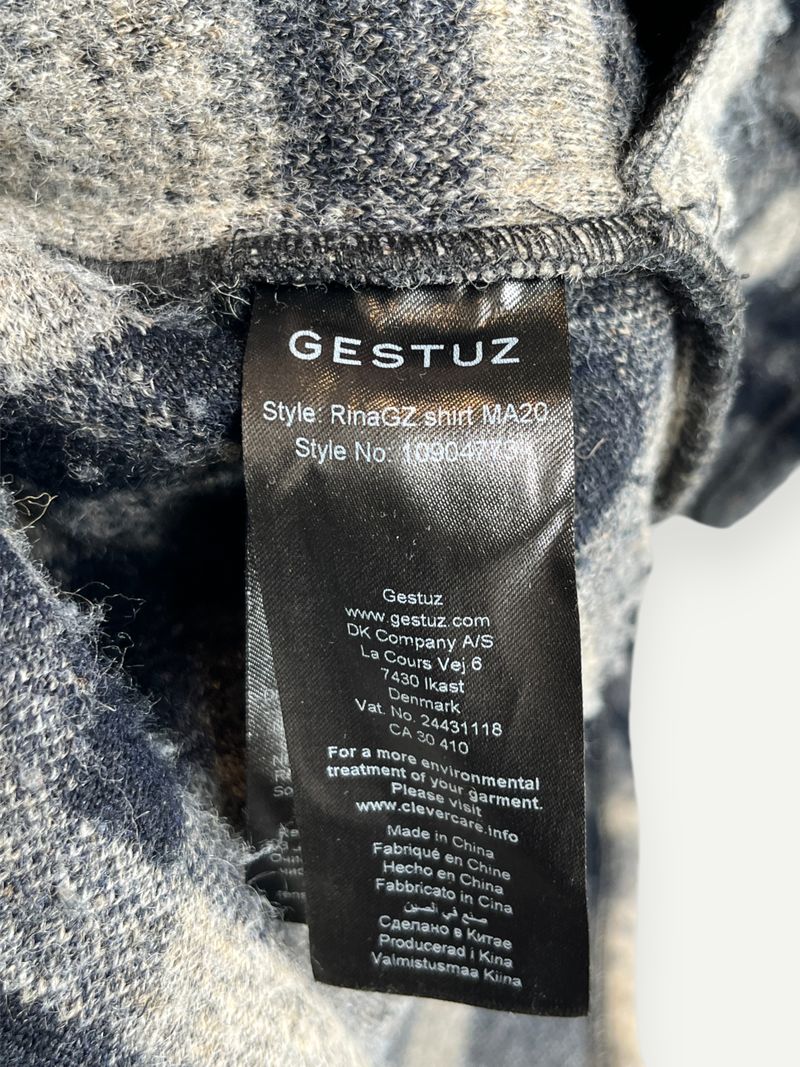 GESTUZ
Style: RinaGZ shirt MA20
Style No:
Gestuz
www.gestuz.com
DK Company A/S
La Cours Vej 6
7430 Ikast
Denmark
Vat. No. 24431118
CA 30 410
For a more environmental
treatment of your garment.
Please visit
www.clevercare.info
Made in China
Fabriqué en Chine
Hecho en China
Fabbricato in Cina
صنع في الصين
Сделано в Китае
Producerad i Kina
Valmistusmaa Kiina